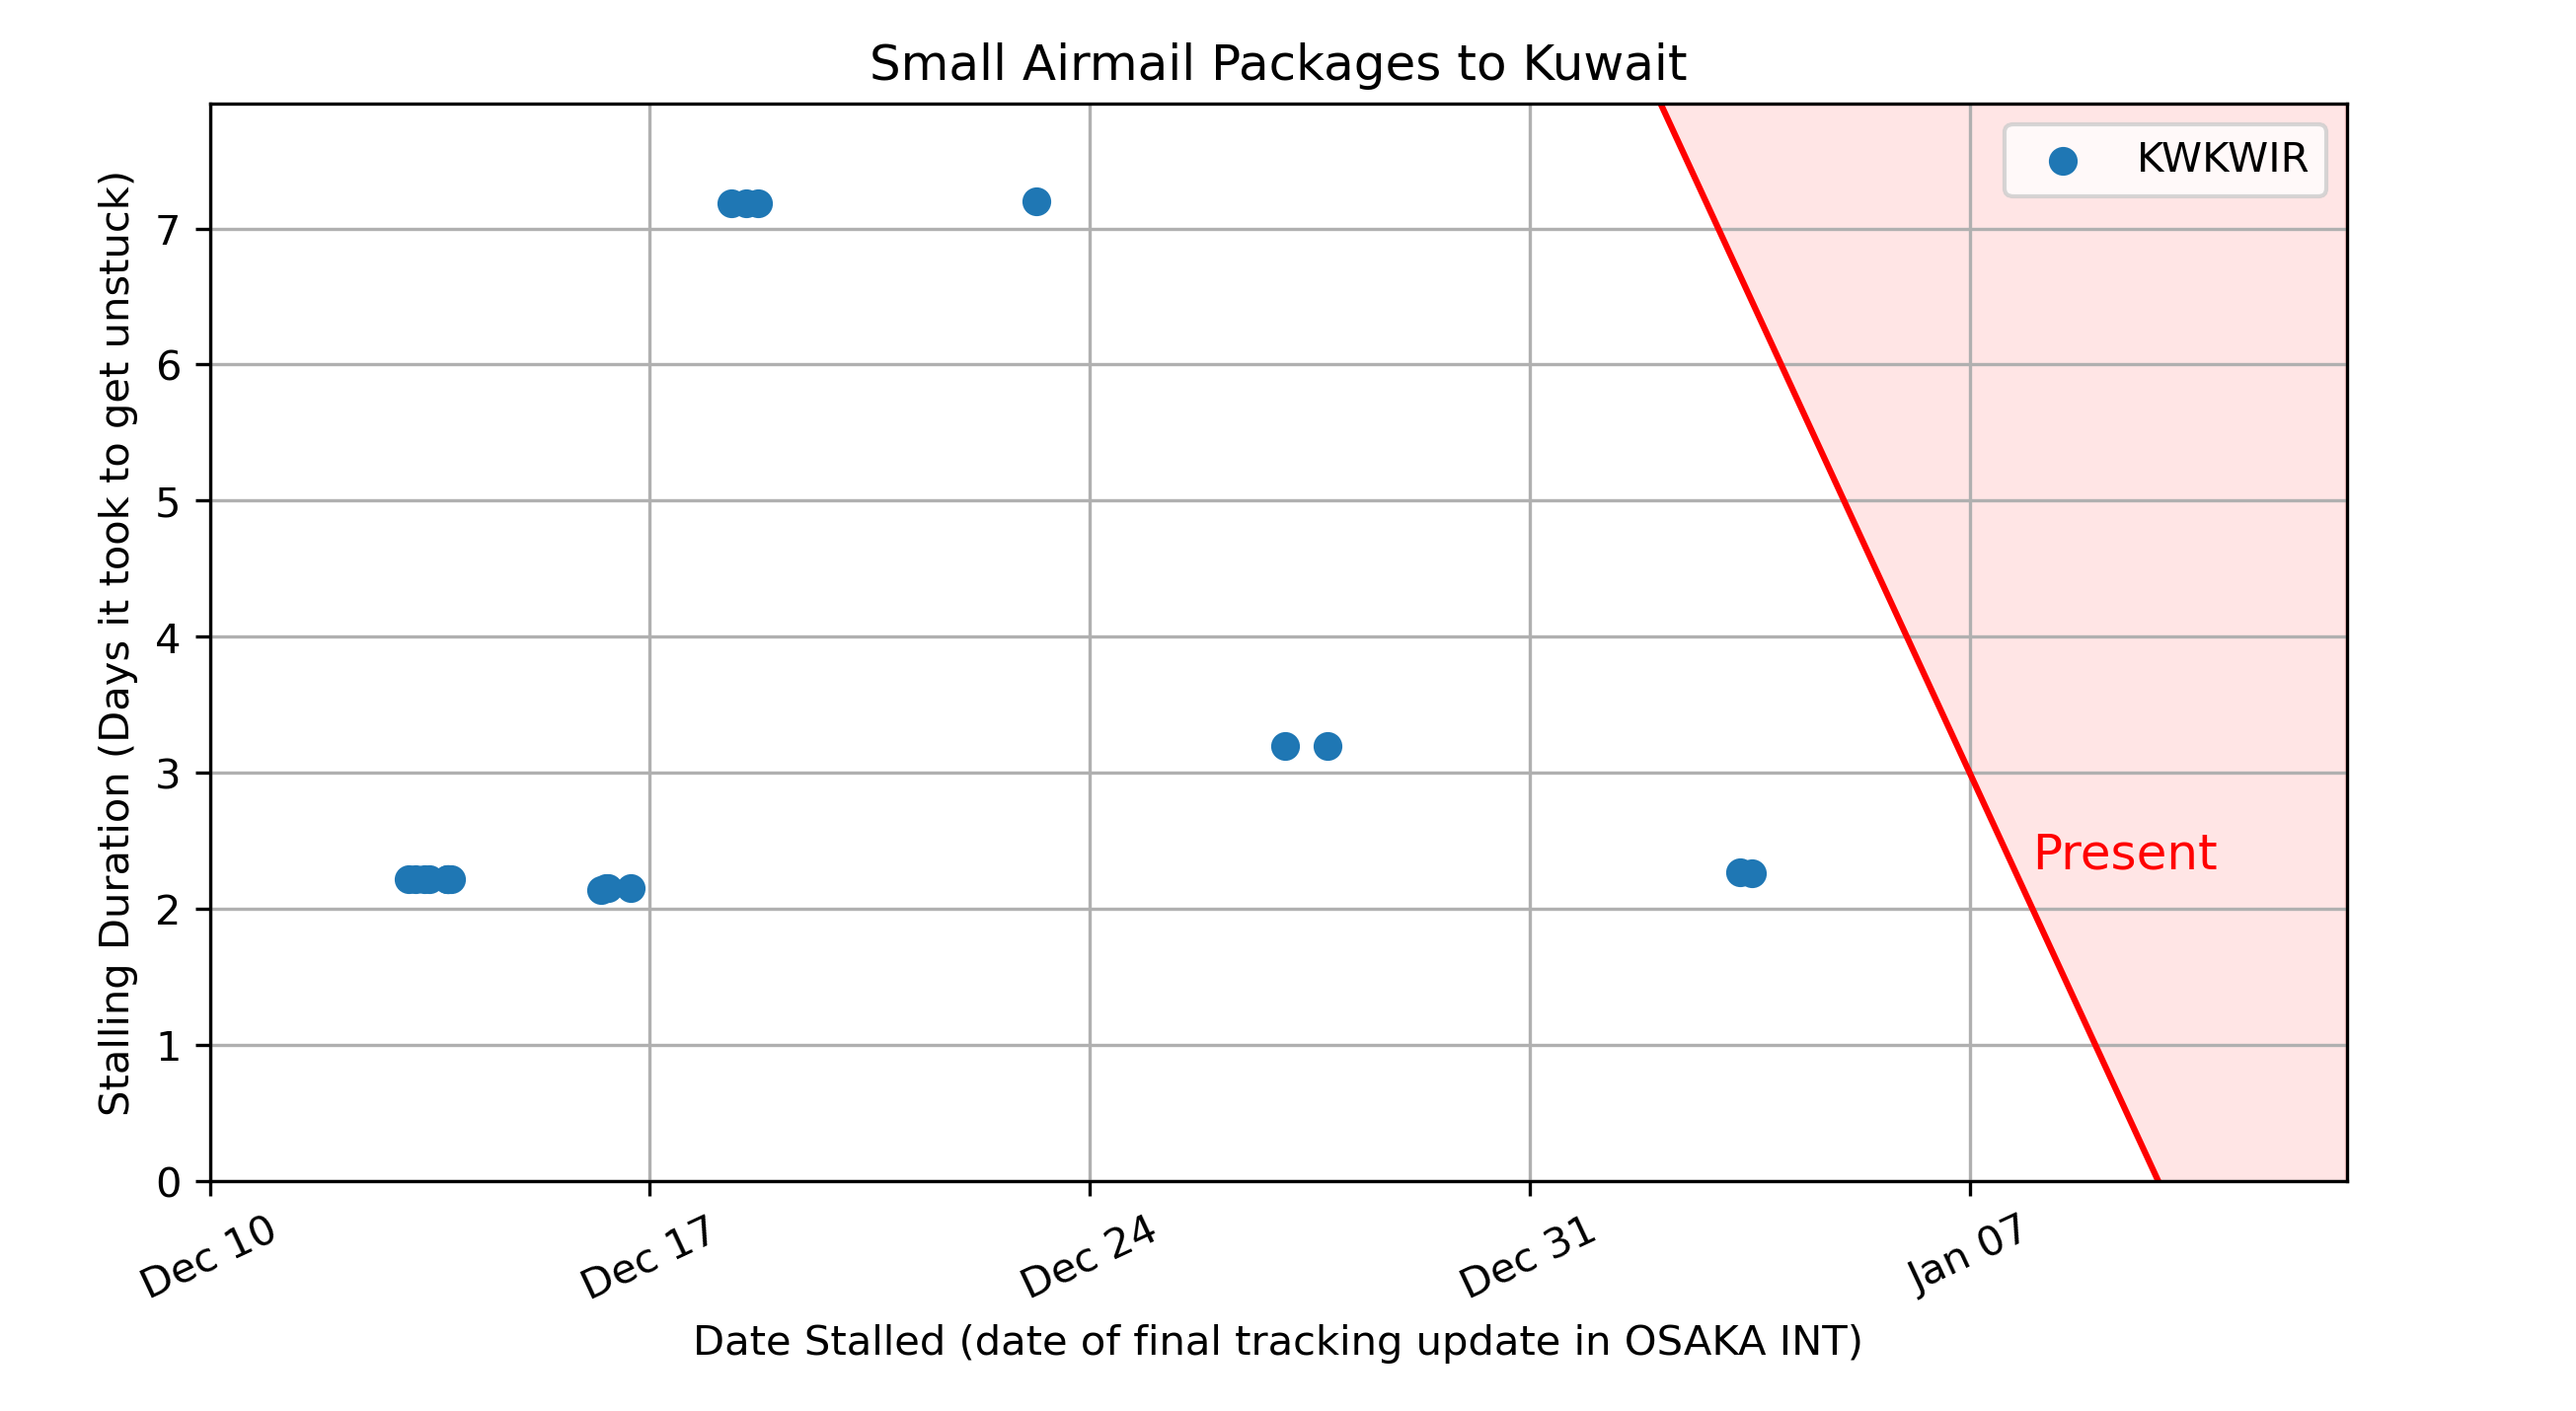 Small Airmail Packages to Kuwait
KWKWIR
Stalling Duration (Days it took to get unstuck)
7
6
5
4
3
2
1
0
Present
Dec 10
Dec 17
Dec 24
Dec 31
Jan 07
Date Stalled (date of final tracking update in OSAKA INT)